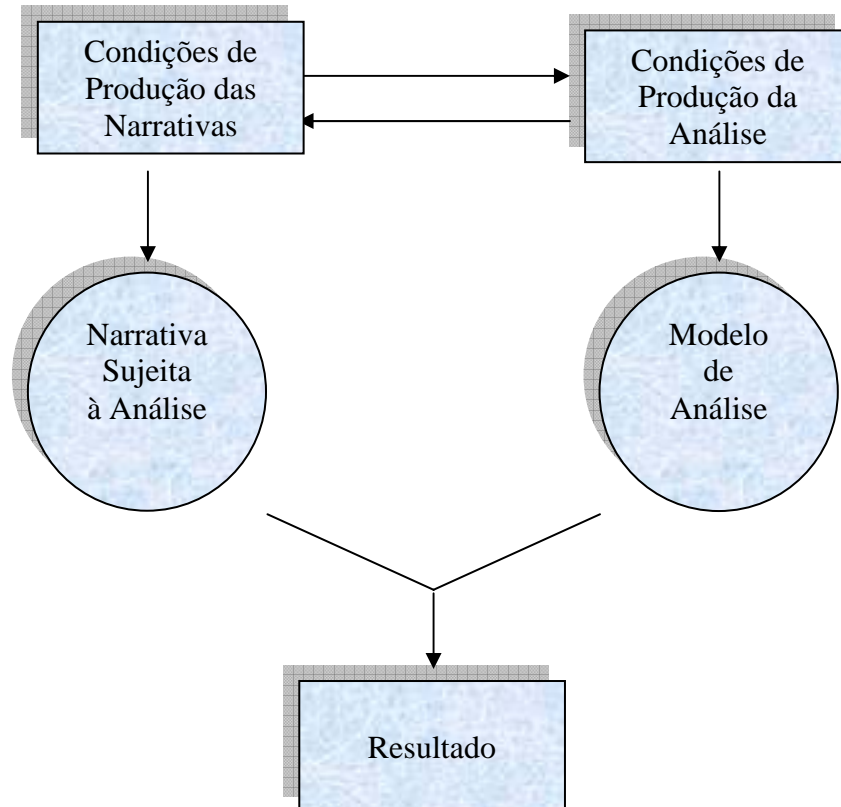 Condições de
Produção das
Narrativas
Condições de
Produção da
Análise
Narrativa
Sujeita
à Análise
Modelo
de
Análise
Resultado